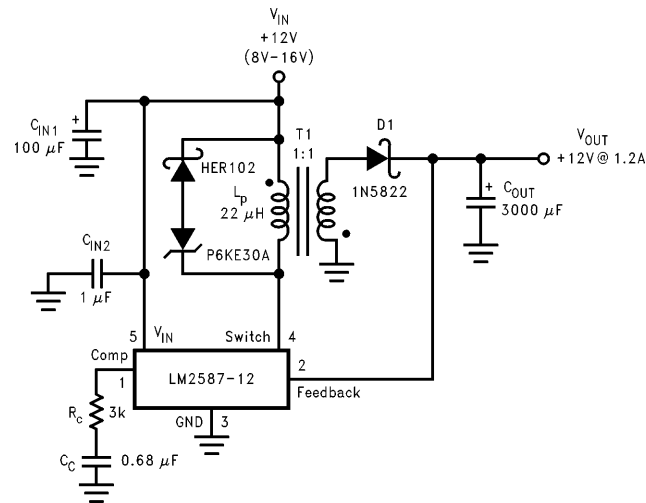 V_IN
+12V
(8V-16V)
+
C_IN1
100 μF
HER102
L_p
22 μH
T1
1:1
D1
1N5822
V_OUT
+12V@ 1.2A
+
C_OUT
3000 μF
P6KE30A
C_IN2
1 μF
5
V_IN
Switch
4
Comp
1
LM2587-12
2
Feedback
R_c
3k
GND
3
C_C
0.68 μF